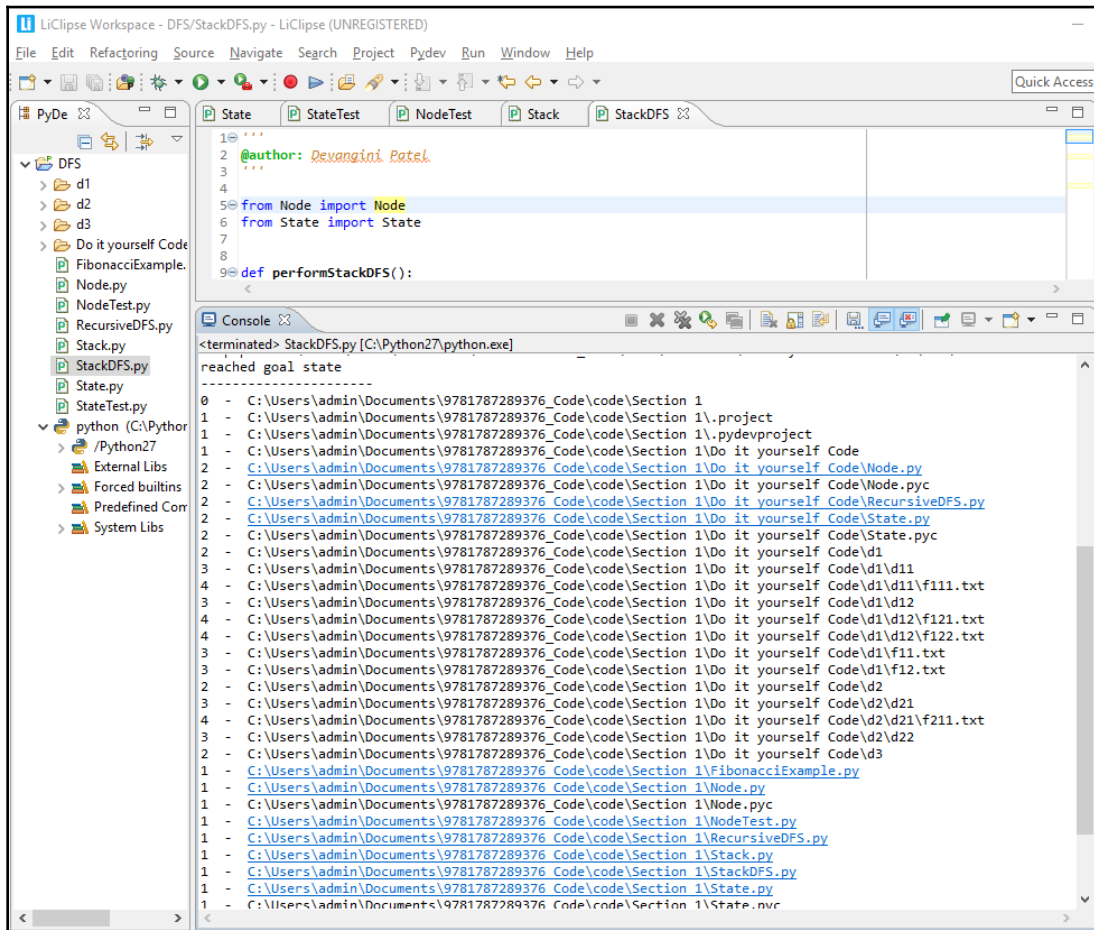 LiClipse Workspace - DFS/StackDFS.py - LiClipse (UNREGISTERED)
File Edit Refactoring Source Navigate Search Project Pydev Run Window Help
Quick Access
PyDe
DFS
d1
d2
d3
Do it yourself Code
FibonacciExample.
Node.py
NodeTest.py
RecursiveDFS.py
Stack.py
StackDFS.py
State.py
StateTest.py
python (C:\Pythor
/Python27
External Libs
Forced builtins
Predefined Com
System Libs
State StateTest NodeTest Stack StackDFS
1 '''
2 @author: Devangini Patel
3 '''
4
5 from Node import Node
6 from State import State
7
8
9 def performStackDFS():
Console
<terminated> StackDFS.py [C:\Python27\python.exe]
reached goal state
----------------------
0 - C:\Users\admin\Documents\9781787289376_Code\code\Section 1
1 - C:\Users\admin\Documents\9781787289376_Code\code\Section 1\.project
1 - C:\Users\admin\Documents\9781787289376_Code\code\Section 1\.pydevproject
1 - C:\Users\admin\Documents\9781787289376_Code\code\Section 1\Do it yourself Code
2 - C:\Users\admin\Documents\9781787289376_Code\code\Section 1\Do it yourself Code\Node.py
2 - C:\Users\admin\Documents\9781787289376_Code\code\Section 1\Do it yourself Code\Node.pyc
2 - C:\Users\admin\Documents\9781787289376_Code\code\Section 1\Do it yourself Code\RecursiveDFS.py
2 - C:\Users\admin\Documents\9781787289376_Code\code\Section 1\Do it yourself Code\State.py
2 - C:\Users\admin\Documents\9781787289376_Code\code\Section 1\Do it yourself Code\State.pyc
2 - C:\Users\admin\Documents\9781787289376_Code\code\Section 1\Do it yourself Code\d1
3 - C:\Users\admin\Documents\9781787289376_Code\code\Section 1\Do it yourself Code\d1\d11
4 - C:\Users\admin\Documents\9781787289376_Code\code\Section 1\Do it yourself Code\d1\d11\f111.txt
3 - C:\Users\admin\Documents\9781787289376_Code\code\Section 1\Do it yourself Code\d1\d12
4 - C:\Users\admin\Documents\9781787289376_Code\code\Section 1\Do it yourself Code\d1\d12\f121.txt
4 - C:\Users\admin\Documents\9781787289376_Code\code\Section 1\Do it yourself Code\d1\d12\f122.txt
3 - C:\Users\admin\Documents\9781787289376_Code\code\Section 1\Do it yourself Code\d1\f11.txt
3 - C:\Users\admin\Documents\9781787289376_Code\code\Section 1\Do it yourself Code\d1\f12.txt
2 - C:\Users\admin\Documents\9781787289376_Code\code\Section 1\Do it yourself Code\d2
3 - C:\Users\admin\Documents\9781787289376_Code\code\Section 1\Do it yourself Code\d2\d21
4 - C:\Users\admin\Documents\9781787289376_Code\code\Section 1\Do it yourself Code\d2\d21\f211.txt
3 - C:\Users\admin\Documents\9781787289376_Code\code\Section 1\Do it yourself Code\d2\d22
2 - C:\Users\admin\Documents\9781787289376_Code\code\Section 1\Do it yourself Code\d3
1 - C:\Users\admin\Documents\9781787289376_Code\code\Section 1\FibonacciExample.py
1 - C:\Users\admin\Documents\9781787289376_Code\code\Section 1\Node.py
1 - C:\Users\admin\Documents\9781787289376_Code\code\Section 1\Node.pyc
1 - C:\Users\admin\Documents\9781787289376_Code\code\Section 1\NodeTest.py
1 - C:\Users\admin\Documents\9781787289376_Code\code\Section 1\RecursiveDFS.py
1 - C:\Users\admin\Documents\9781787289376_Code\code\Section 1\Stack.py
1 - C:\Users\admin\Documents\9781787289376_Code\code\Section 1\StackDFS.py
1 - C:\Users\admin\Documents\9781787289376_Code\code\Section 1\State.py
1 - C:\Users\admin\Documents\9781787289376_Code\code\Section 1\State.pyc